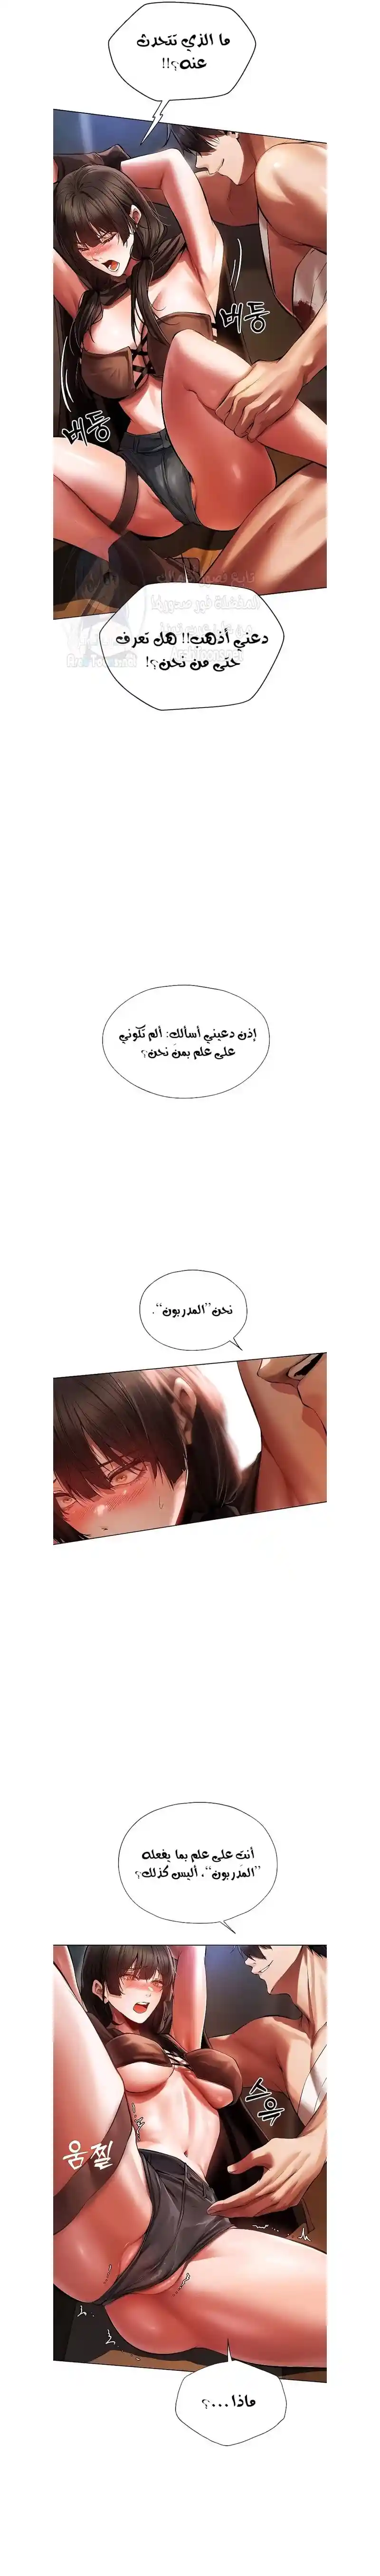 ما الذي تتحدث
عنه؟!!
버둥
버둥
دعني أذهب!! هل تعرف
حتى من نحن؟!
إذن دعيني أسألك: ألم تكوني
على علم بمن نحن؟
نحن "المدربون".
أنت على علم بما يفعله
"المدربون"، أليس كذلك؟
스윽
움찔
ماذا...؟